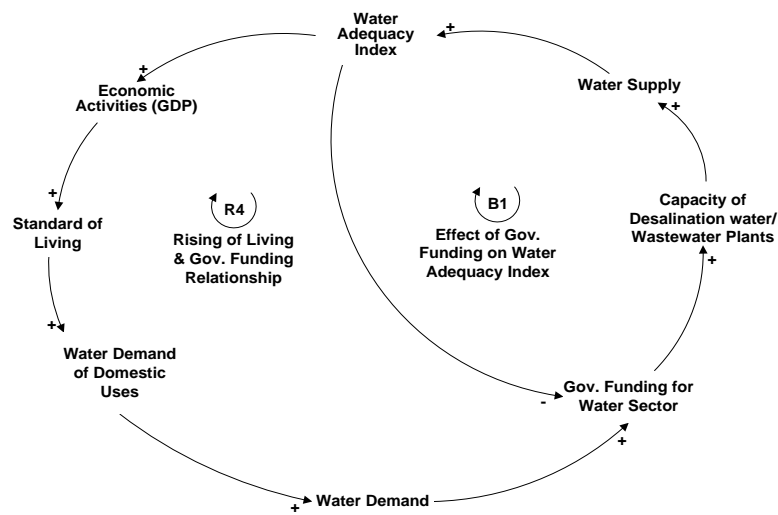 Water
Adequacy
Index
+
+
Economic
Activities (GDP)
Water Supply
+
+
+
Standard of
Living
R4
Rising of Living
& Gov. Funding
Relationship
B1
Effect of Gov.
Funding on Water
Adequacy Index
Capacity of
Desalination water/
Wastewater Plants
+
+
Water Demand
of Domestic
Uses
Gov. Funding for
Water Sector
-
+
Water Demand
+